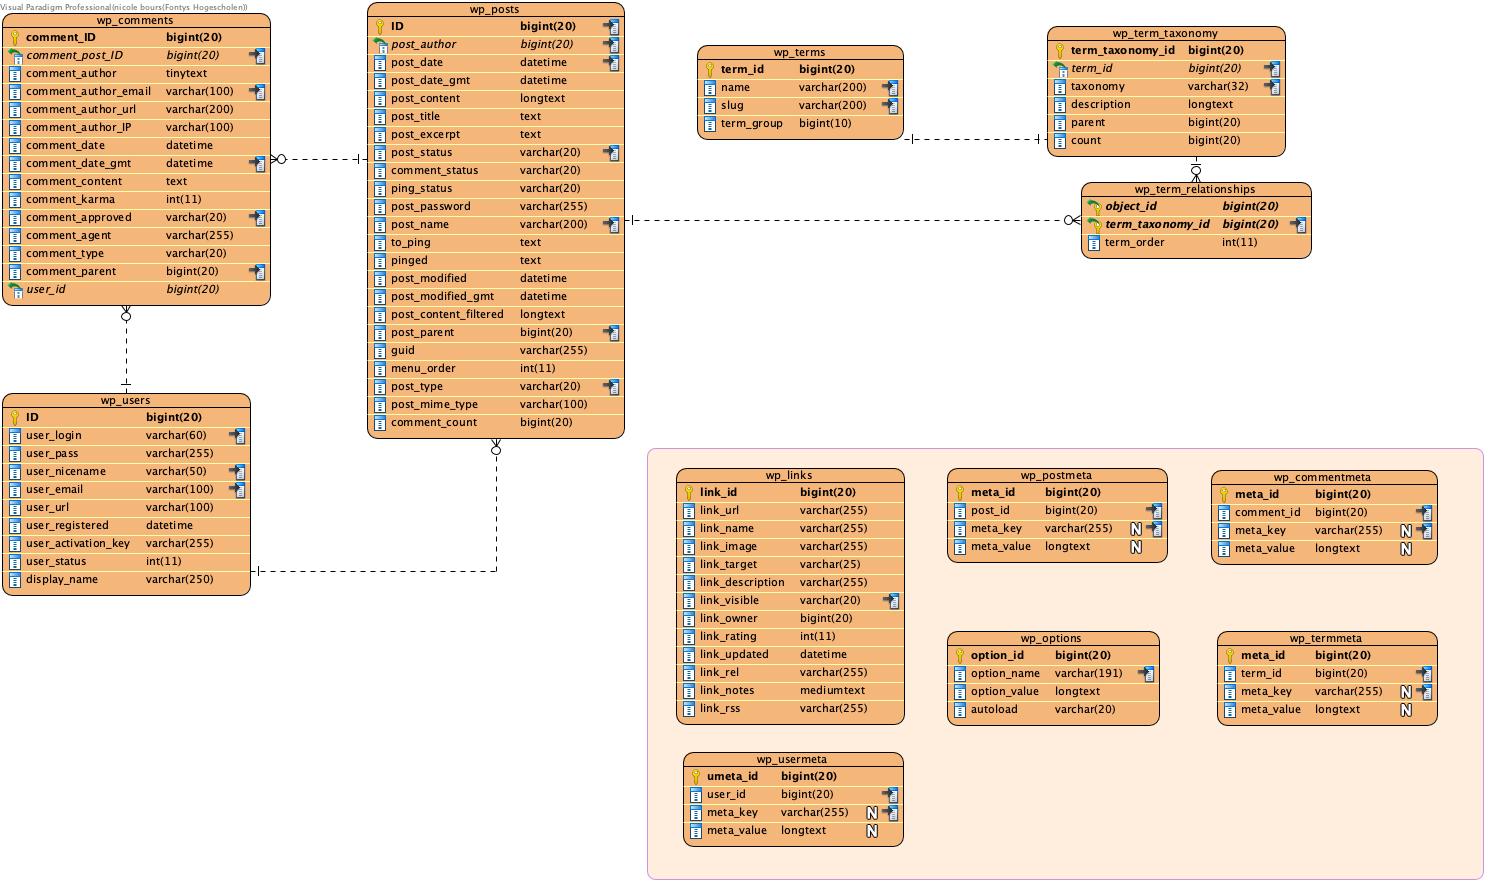 Visual Paradigm Professional(nicole bours(Fontys Hogescholen))
wp_comments
comment_ID bigint(20)
comment_post_ID bigint(20)
comment_author tinytext
comment_author_email varchar(100)
comment_author_url varchar(200)
comment_author_IP varchar(100)
comment_date datetime
comment_date_gmt datetime
comment_content text
comment_karma int(11)
comment_approved varchar(20)
comment_agent varchar(255)
comment_type varchar(20)
comment_parent bigint(20)
user_id bigint(20)
wp_posts
ID bigint(20)
post_author bigint(20)
post_date datetime
post_date_gmt datetime
post_content longtext
post_title text
post_excerpt text
post_status varchar(20)
comment_status varchar(20)
ping_status varchar(20)
post_password varchar(255)
post_name varchar(200)
to_ping text
pinged text
post_modified datetime
post_modified_gmt datetime
post_content_filtered longtext
post_parent bigint(20)
guid varchar(255)
menu_order int(11)
post_type varchar(20)
post_mime_type varchar(100)
comment_count bigint(20)
wp_terms
term_id bigint(20)
name varchar(200)
slug varchar(200)
term_group bigint(10)
wp_term_taxonomy
term_taxonomy_id bigint(20)
term_id bigint(20)
taxonomy varchar(32)
description longtext
parent bigint(20)
count bigint(20)
wp_term_relationships
object_id bigint(20)
term_taxonomy_id bigint(20)
term_order int(11)
wp_users
ID bigint(20)
user_login varchar(60)
user_pass varchar(255)
user_nicename varchar(50)
user_email varchar(100)
user_url varchar(100)
user_registered datetime
user_activation_key varchar(255)
user_status int(11)
display_name varchar(250)
wp_links
link_id bigint(20)
link_url varchar(255)
link_name varchar(255)
link_image varchar(255)
link_target varchar(25)
link_description varchar(255)
link_visible varchar(20)
link_owner bigint(20)
link_rating int(11)
link_updated datetime
link_rel varchar(255)
link_notes mediumtext
link_rss varchar(255)
wp_postmeta
meta_id bigint(20)
post_id bigint(20)
meta_key varchar(255) N
meta_value longtext N
wp_commentmeta
meta_id bigint(20)
comment_id bigint(20)
meta_key varchar(255) N
meta_value longtext N
wp_options
option_id bigint(20)
option_name varchar(191)
option_value longtext
autoload varchar(20)
wp_termmeta
meta_id bigint(20)
term_id bigint(20)
meta_key varchar(255) N
meta_value longtext N
wp_usermeta
umeta_id bigint(20)
user_id bigint(20)
meta_key varchar(255) N
meta_value longtext N